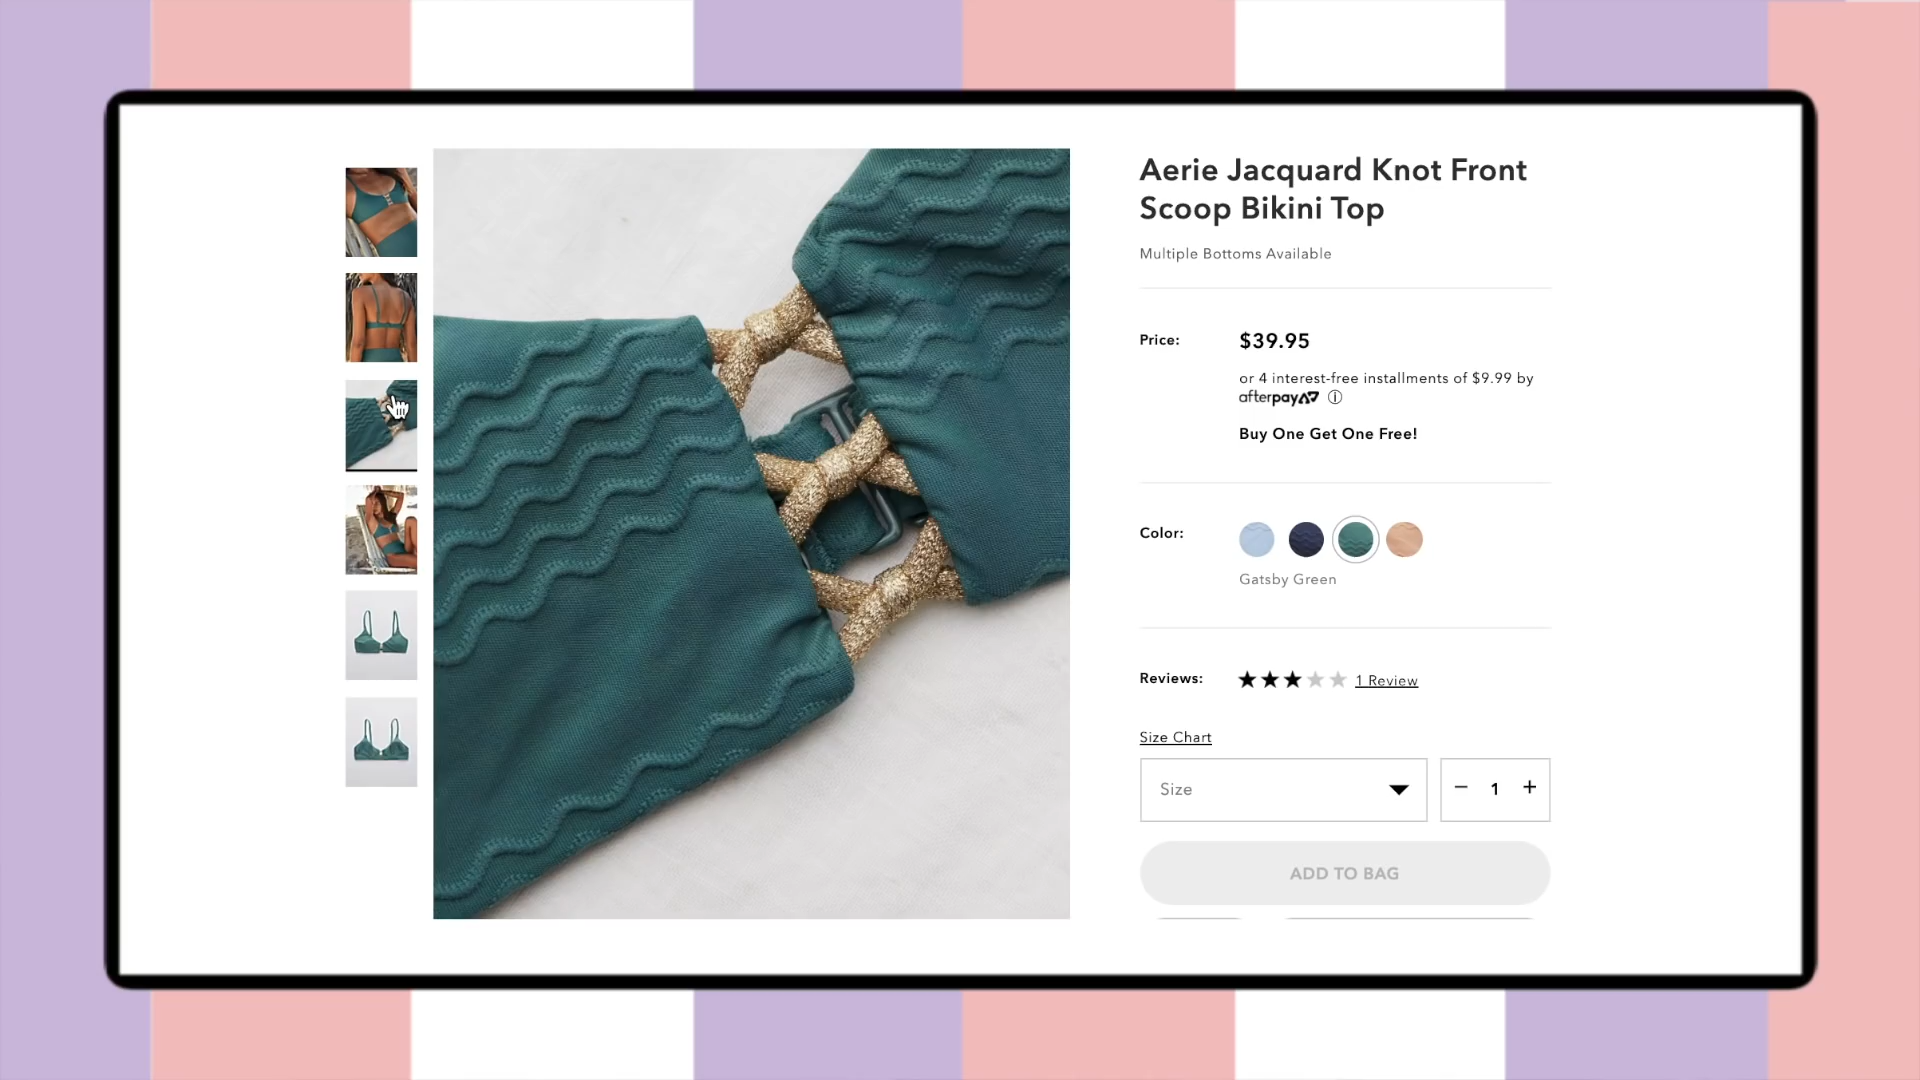 Aerie Jacquard Knot Front
Scoop Bikini Top
Multiple Bottoms Available
Price:
$39.95
or 4 interest-free installments of $9.99 by
afterpay
Buy One Get One Free!
Color:
Gatsby Green
Reviews:
1 Review
Size Chart
Size
− 1 +
ADD TO BAG